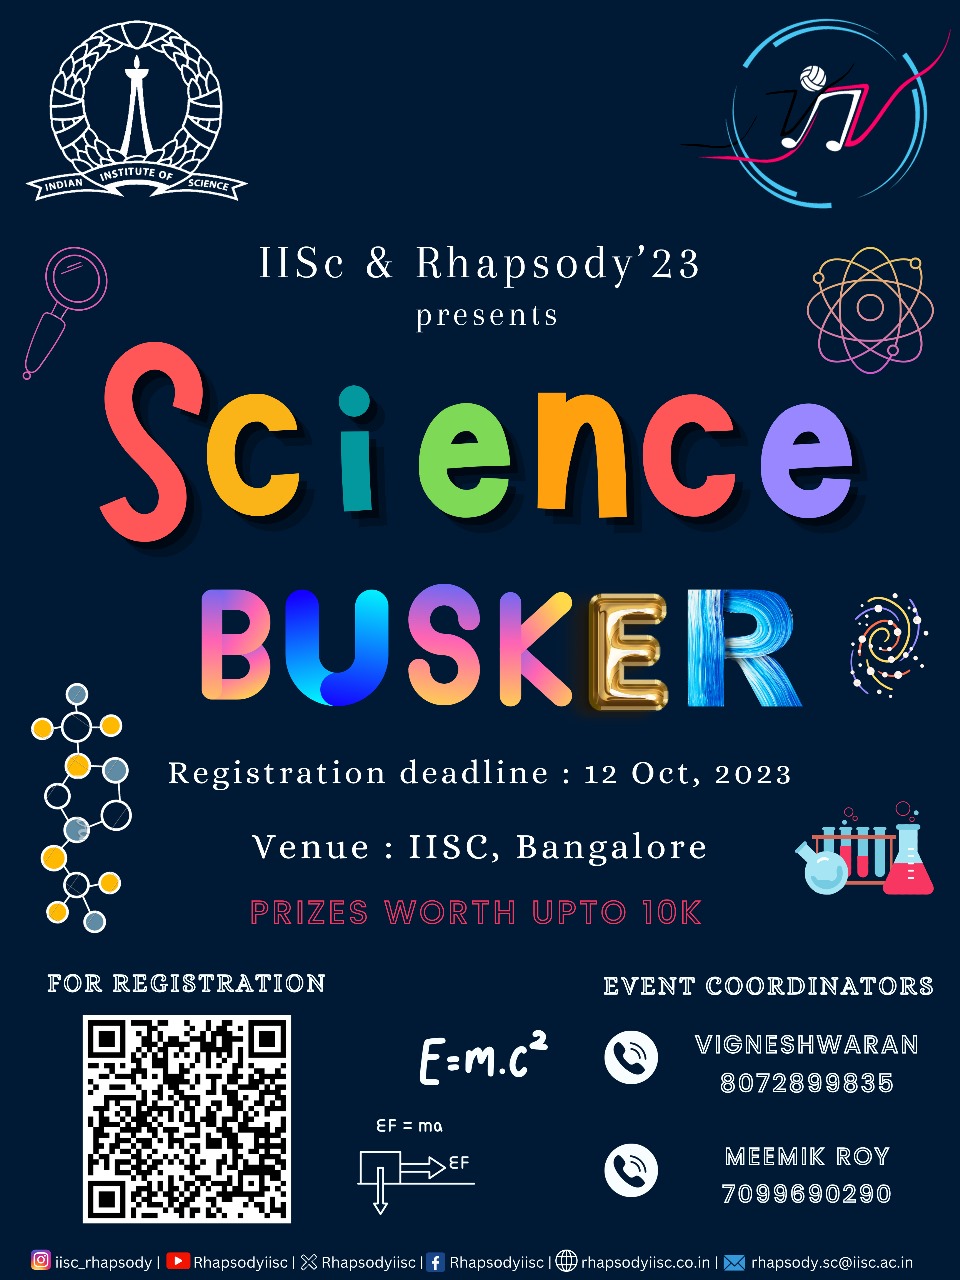 INDIAN INSTITUTE OF SCIENCE
IISc & Rhapsody'23
presents
Science
BUSKER
Registration deadline : 12 Oct, 2023
Venue : IISC, Bangalore
PRIZES WORTH UPTO 10K
FOR REGISTRATION
EVENT COORDINATORS
E=m.c²
VIGNESHWARAN
8072899835
ƐF = ma
ƐF
MEEMIK ROY
7099690290
iisc_rhapsody | Rhapsodyiisc | Rhapsodyiisc | Rhapsodyiisc | rhapsodyiisc.co.in | rhapsody.sc@iisc.ac.in